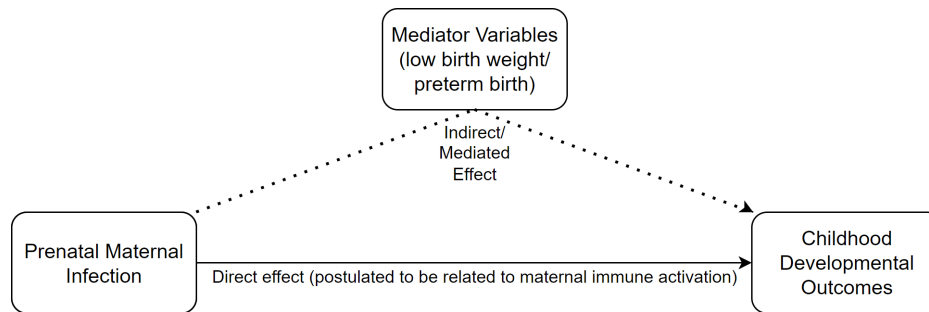 Mediator Variables
(low birth weight/
preterm birth)
Indirect/
Mediated
Effect
Prenatal Maternal
Infection
Direct effect (postulated to be related to maternal immune activation)
Childhood
Developmental
Outcomes